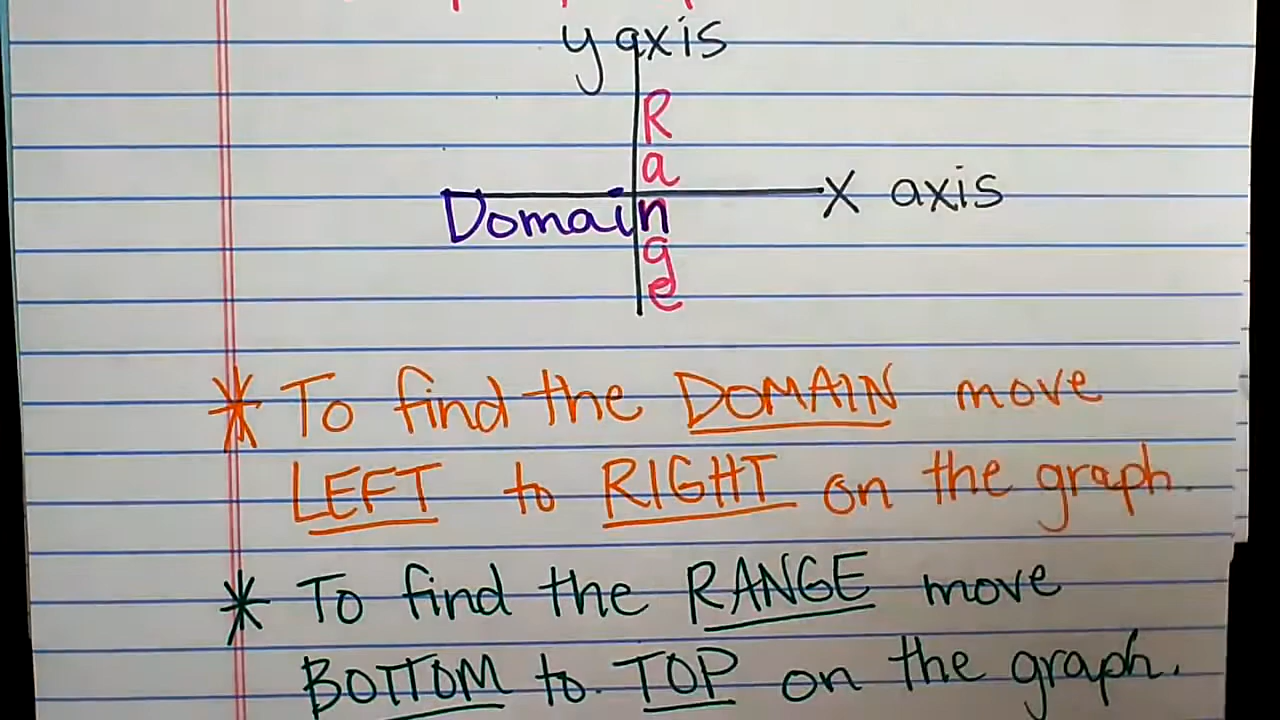 y axis
Range
x axis
Domain
* To find the DOMAIN move
LEFT to RIGHT on the graph.
* To find the RANGE move
BOTTOM to TOP on the graph.